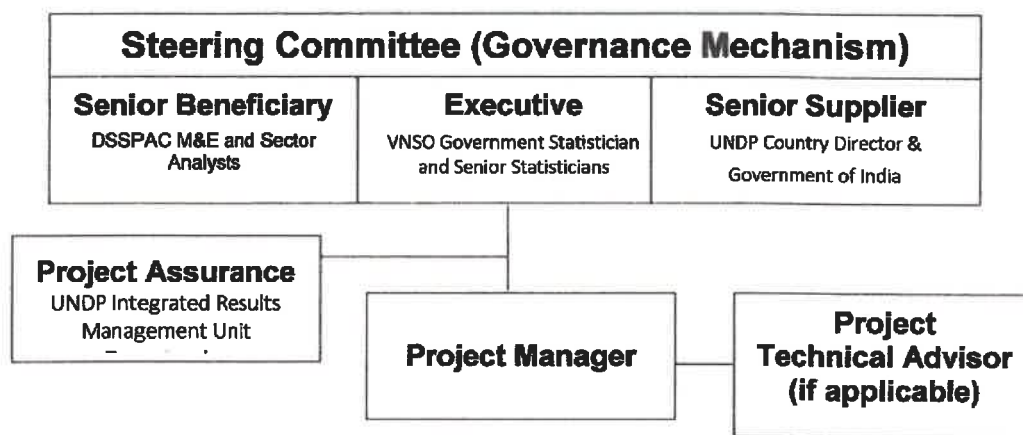 Steering Committee (Governance Mechanism)
Senior Beneficiary
DSSPAC M&E and Sector
Analysts
Executive
VNSO Government Statistician
and Senior Statisticians
Senior Supplier
UNDP Country Director &
Government of India
Project Assurance
UNDP Integrated Results
Management Unit
Project Manager
Project
Technical Advisor
(if applicable)